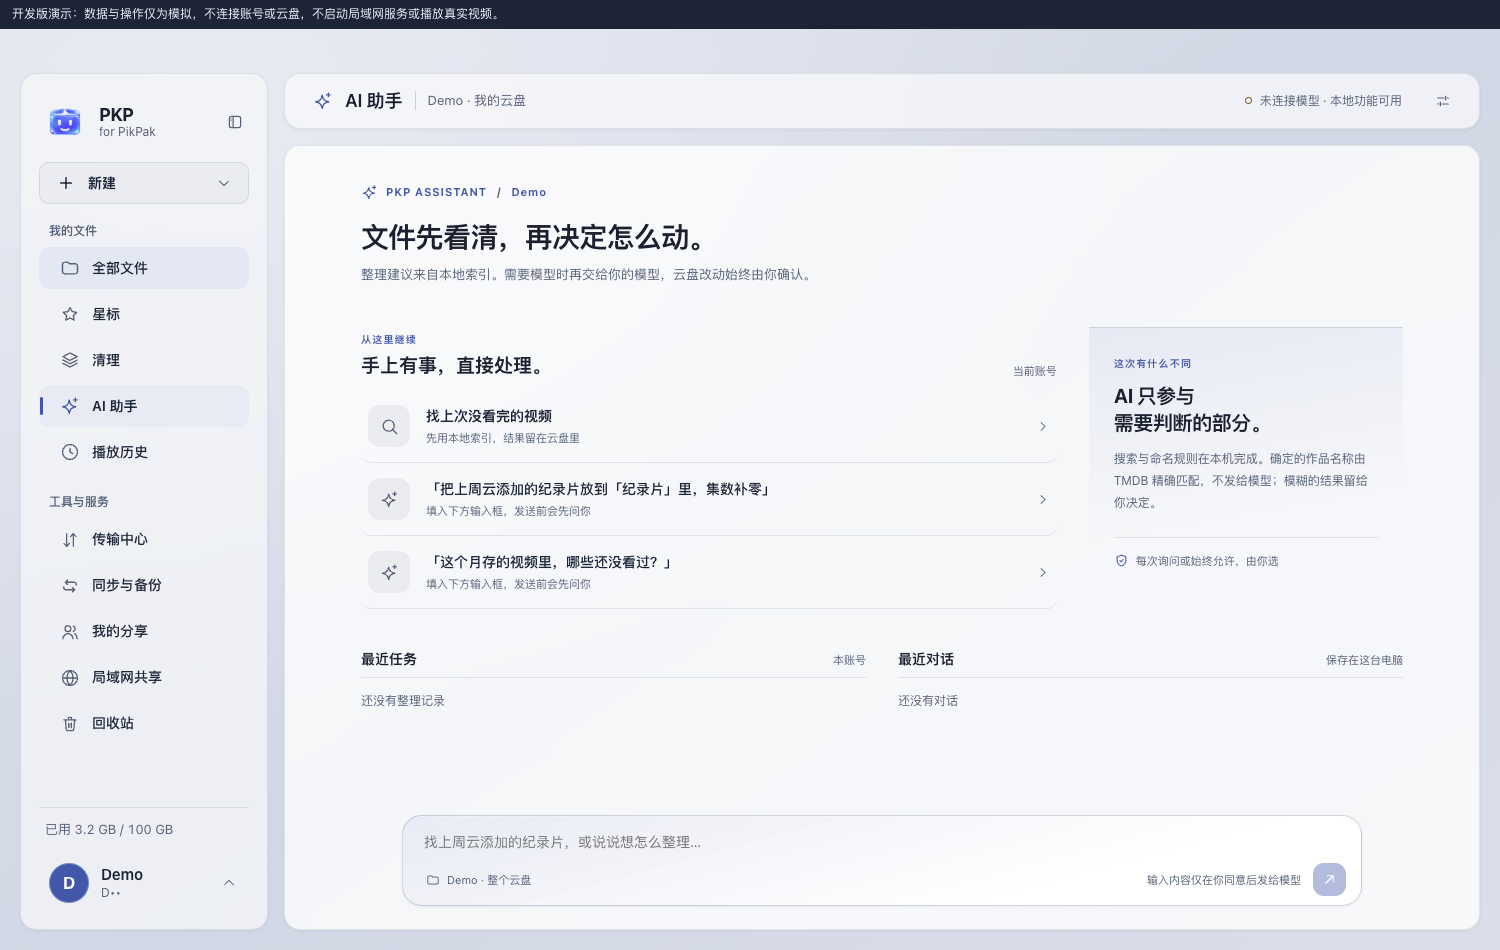 开发版演示：数据与操作仅为模拟，不连接账号或云盘，不启动局域网服务或播放真实视频。
PKP
for PikPak
新建
我的文件
全部文件
星标
清理
AI 助手
播放历史
工具与服务
传输中心
同步与备份
我的分享
局域网共享
回收站
已用 3.2 GB / 100 GB
D
Demo
D••
AI 助手
Demo · 我的云盘
未连接模型 · 本地功能可用
PKP ASSISTANT / Demo
文件先看清，再决定怎么动。
整理建议来自本地索引。需要模型时再交给你的模型，云盘改动始终由你确认。
从这里继续
手上有事，直接处理。
当前账号
找上次没看完的视频
先用本地索引，结果留在云盘里
「把上周云添加的纪录片放到「纪录片」里，集数补零」
填入下方输入框，发送前会先问你
「这个月存的视频里，哪些还没看过？」
填入下方输入框，发送前会先问你
这次有什么不同
AI 只参与
需要判断的部分。
搜索与命名规则在本机完成。确定的作品名称由
TMDB 精确匹配，不发给模型；模糊的结果留给
你决定。
每次询问或始终允许，由你选
最近任务
本账号
还没有整理记录
最近对话
保存在这台电脑
还没有对话
找上周云添加的纪录片，或说说想怎么整理...
Demo · 整个云盘
输入内容仅在你同意后发给模型